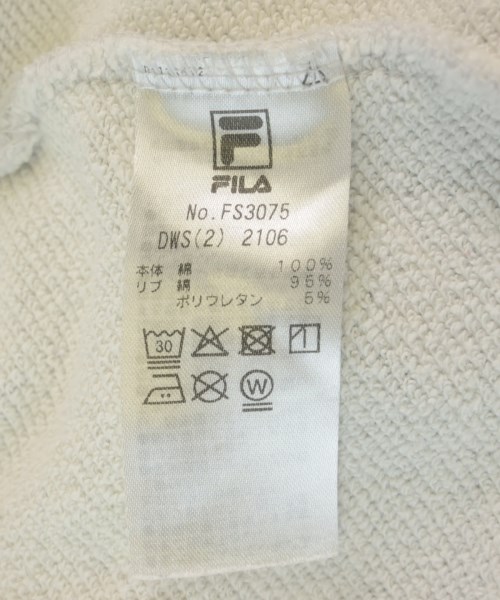 FILA
No.FS3075
DWS(2) 2106
本体 綿 100%
リブ 綿 95%
ポリウレタン 5%
30
W